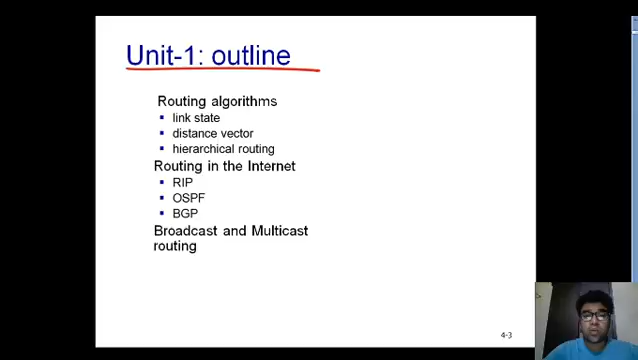 Unit-1: outline
Routing algorithms
link state
distance vector
hierarchical routing
Routing in the Internet
RIP
OSPF
BGP
Broadcast and Multicast
routing
4-3